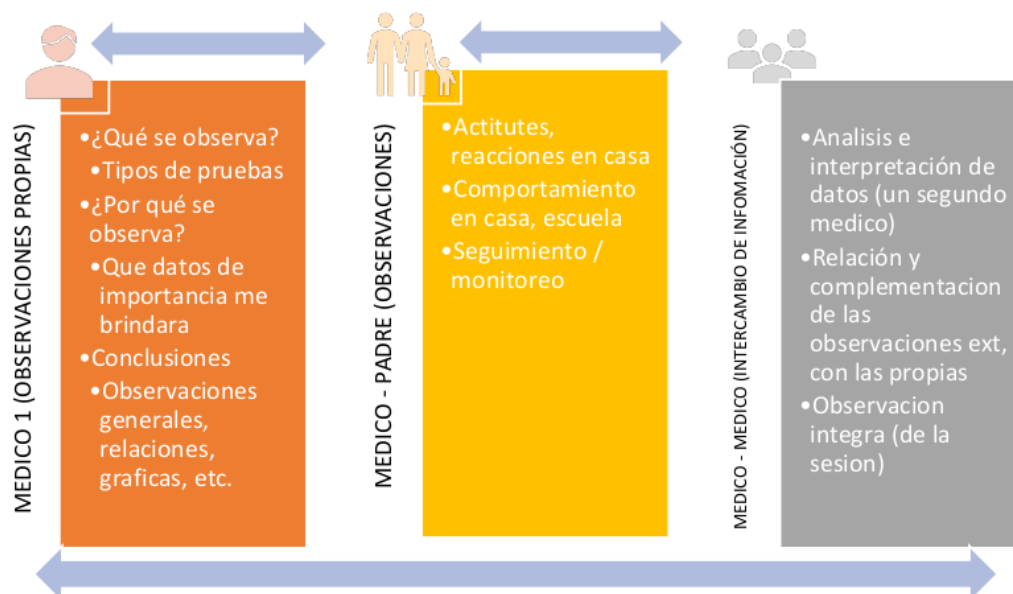 MEDICO 1 (OBSERVACIONES PROPIAS)
•¿Qué se observa?
•Tipos de pruebas
•¿Por qué se
observa?
•Que datos de
importancia me
brindara
•Conclusiones
•Observaciones
generales,
relaciones,
graficas, etc.
MEDICO - PADRE (OBSERVACIONES)
•Actitutes,
reacciones en casa
•Comportamiento
en casa, escuela
•Seguimiento /
monitoreo
MEDICO - MEDICO (INTERCAMBIO DE INFOMACIÓN)
•Analisis e
interpretación de
datos (un segundo
medico)
•Relación y
complementacion
de las
observaciones ext,
con las propias
•Observacion
integra (de la
sesion)